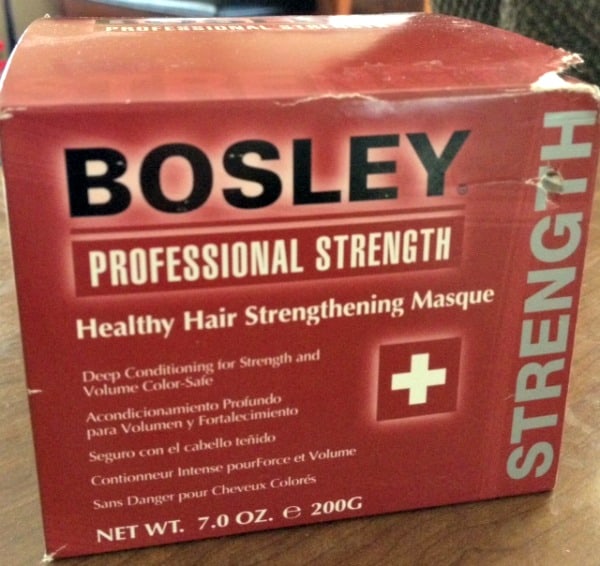 PROFESSIONAL STRENGTH
BOSLEY
PROFESSIONAL STRENGTH
Healthy Hair Strengthening Masque
Deep Conditioning for Strength and
Volume Color-Safe
Acondicionamiento Profundo
para Volumen y Fortalecimiento
Seguro con el cabello teñido
Contionneur Intense pourForce et Volume
Sans Danger pour Cheveux Colorés
NET WT. 7.0 OZ. ℮ 200G
STRENGTH